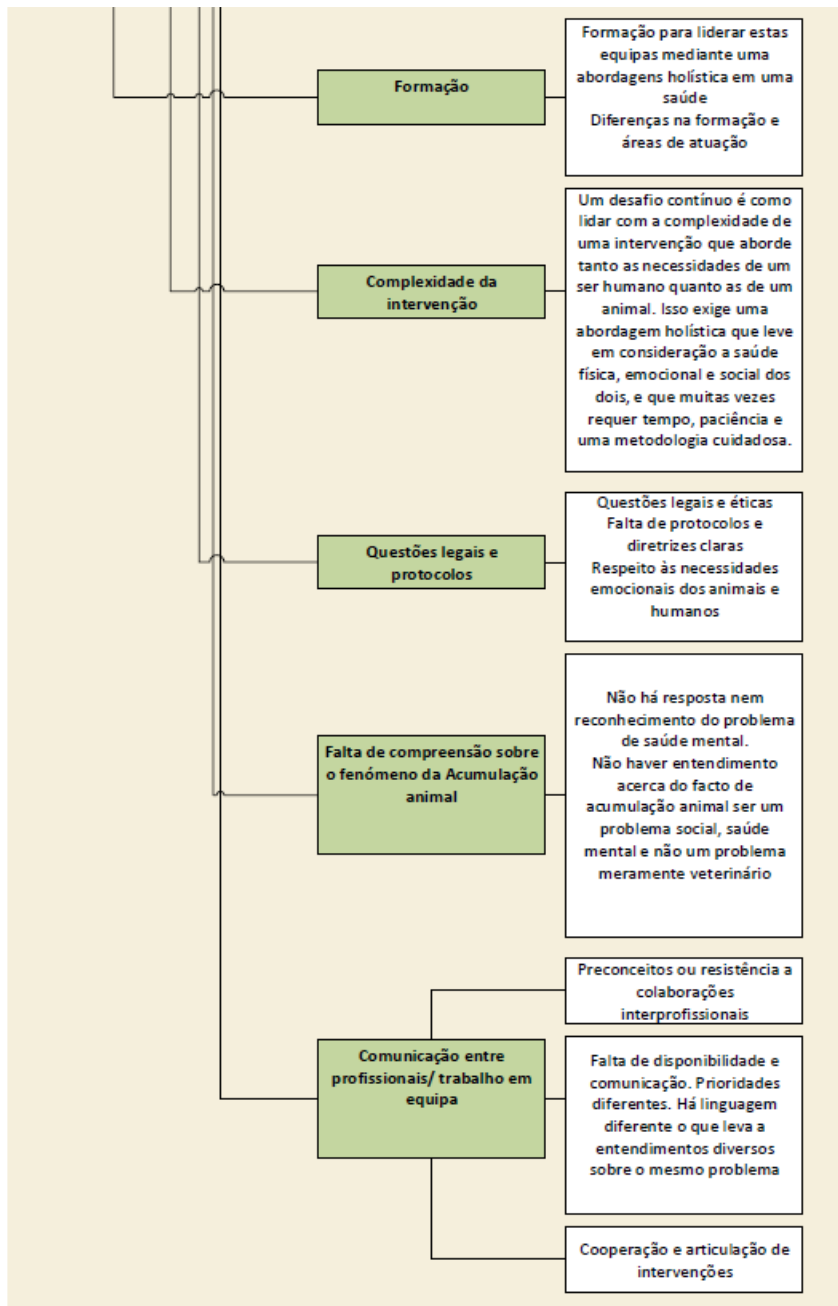 Formação
Formação para liderar estas
equipas mediante uma
abordagens holística em uma
saúde
Diferenças na formação e
áreas de atuação
Complexidade da
intervenção
Um desafio contínuo é como
lidar com a complexidade de
uma intervenção que aborde
tanto as necessidades de um
ser humano quanto as de um
animal. Isso exige uma
abordagem holística que leve
em consideração a saúde
física, emocional e social dos
dois, e que muitas vezes
requer tempo, paciência e
uma metodologia cuidadosa.
Questões legais e
protocolos
Questões legais e éticas
Falta de protocolos e
diretrizes claras
Respeito às necessidades
emocionais dos animais e
humanos
Falta de compreensão sobre
o fenómeno da Acumulação
animal
Não há resposta nem
reconhecimento do problema
de saúde mental.
Não haver entendimento
acerca do facto de
acumulação animal ser um
problema social, saúde
mental e não um problema
meramente veterinário
Comunicação entre
profissionais/ trabalho em
equipa
Preconceitos ou resistência a
colaborações
interprofissionais
Falta de disponibilidade e
comunicação. Prioridades
diferentes. Há linguagem
diferente o que leva a
entendimentos diversos
sobre o mesmo problema
Cooperação e articulação de
intervenções